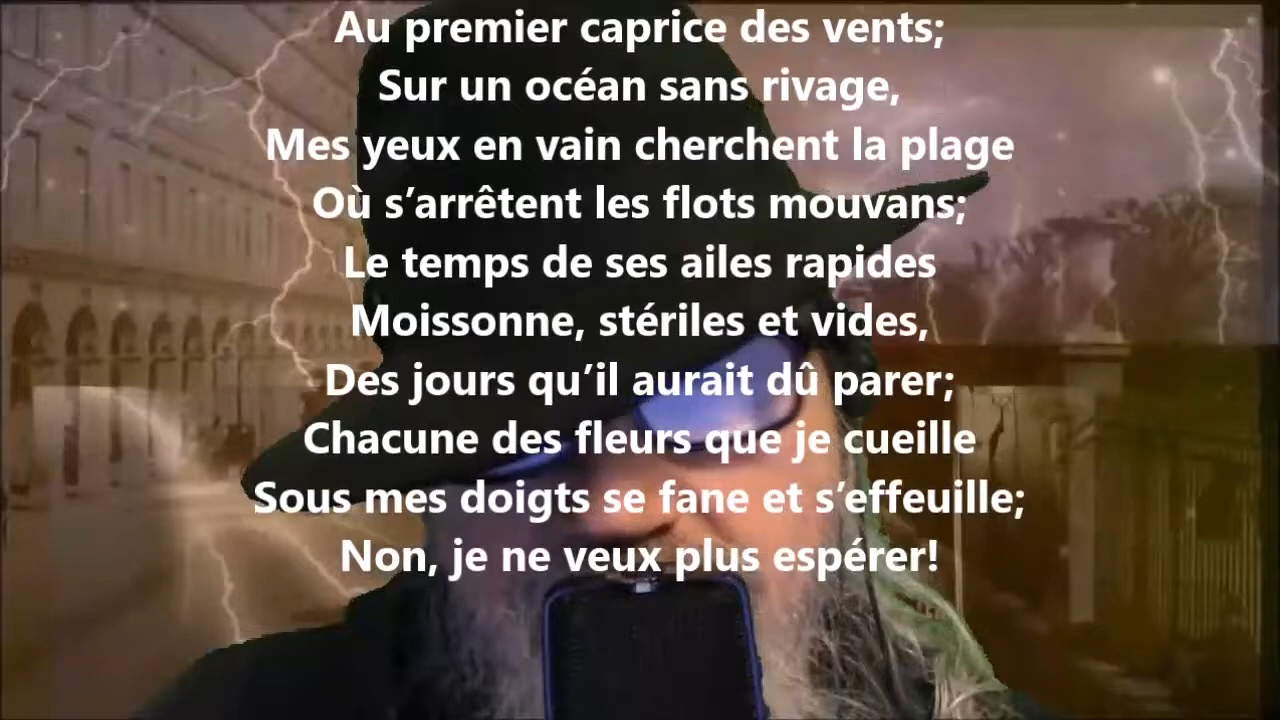 Au premier caprice des vents;
Sur un océan sans rivage,
Mes yeux en vain cherchent la plage
Où s’arrêtent les flots mouvans;
Le temps de ses ailes rapides
Moissonne, stériles et vides,
Des jours qu’il aurait dû parer;
Chacune des fleurs que je cueille
Sous mes doigts se fane et s’effeuille;
Non, je ne veux plus espérer!